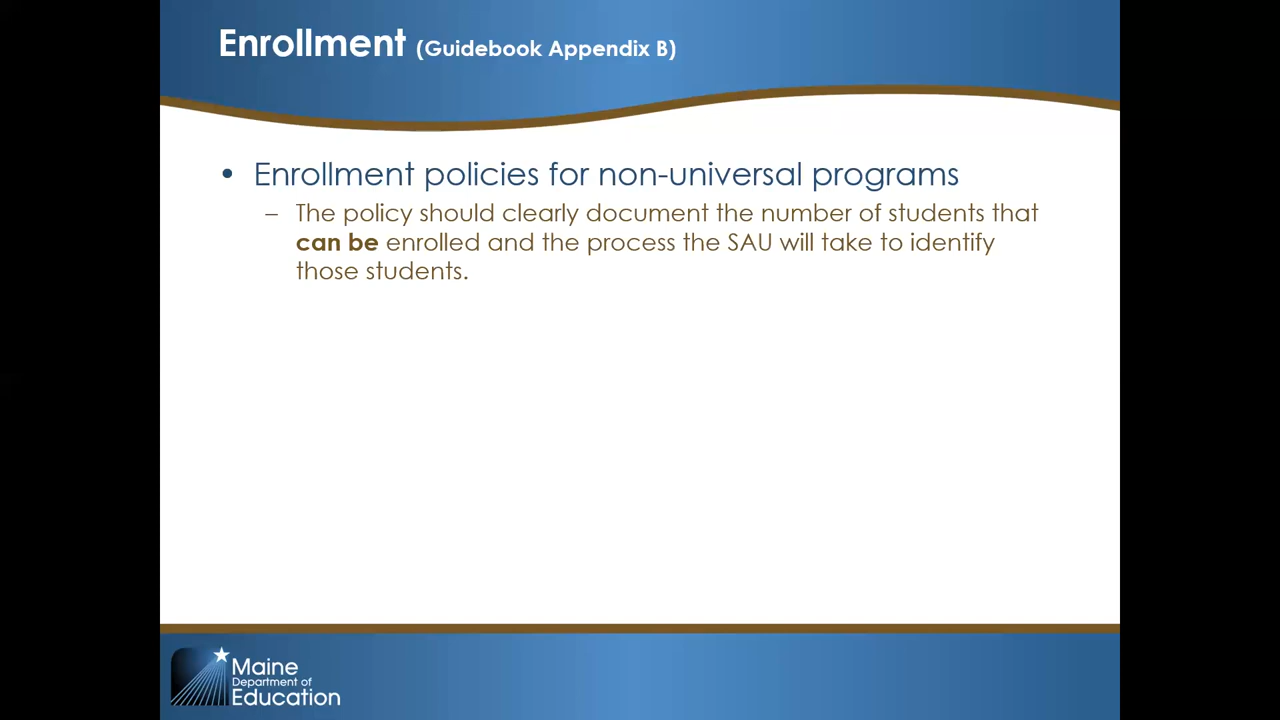 Enrollment (Guidebook Appendix B)
• Enrollment policies for non-universal programs
– The policy should clearly document the number of students that
can be enrolled and the process the SAU will take to identify
those students.
Maine
Department of
Education